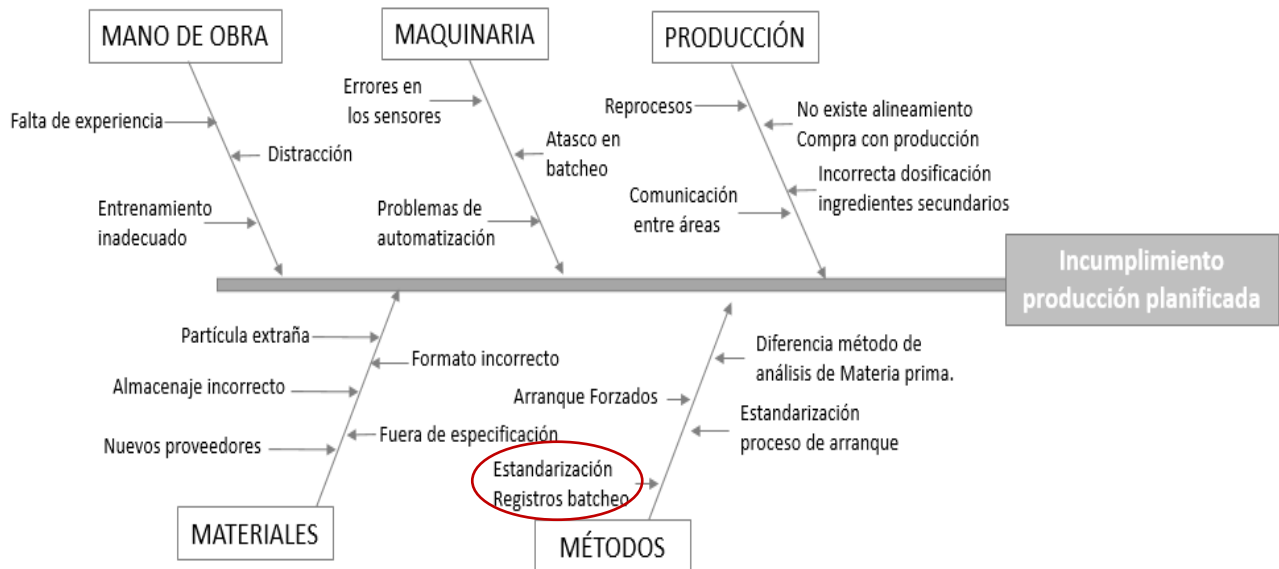 MANO DE OBRA
MAQUINARIA
PRODUCCIÓN
Falta de experiencia
Distracción
Entrenamiento
inadecuado
Errores en
los sensores
Atasco en
batcheo
Problemas de
automatización
Reprocesos
No existe alineamiento
Compra con producción
Incorrecta dosificación
ingredientes secundarios
Comunicación
entre áreas
Incumplimiento
producción planificada
Partícula extraña
Formato incorrecto
Almacenaje incorrecto
Fuera de especificación
Nuevos proveedores
Diferencia método de
análisis de Materia prima.
Arranque Forzados
Estandarización
proceso de arranque
Estandarización
Registros batcheo
MATERIALES
MÉTODOS